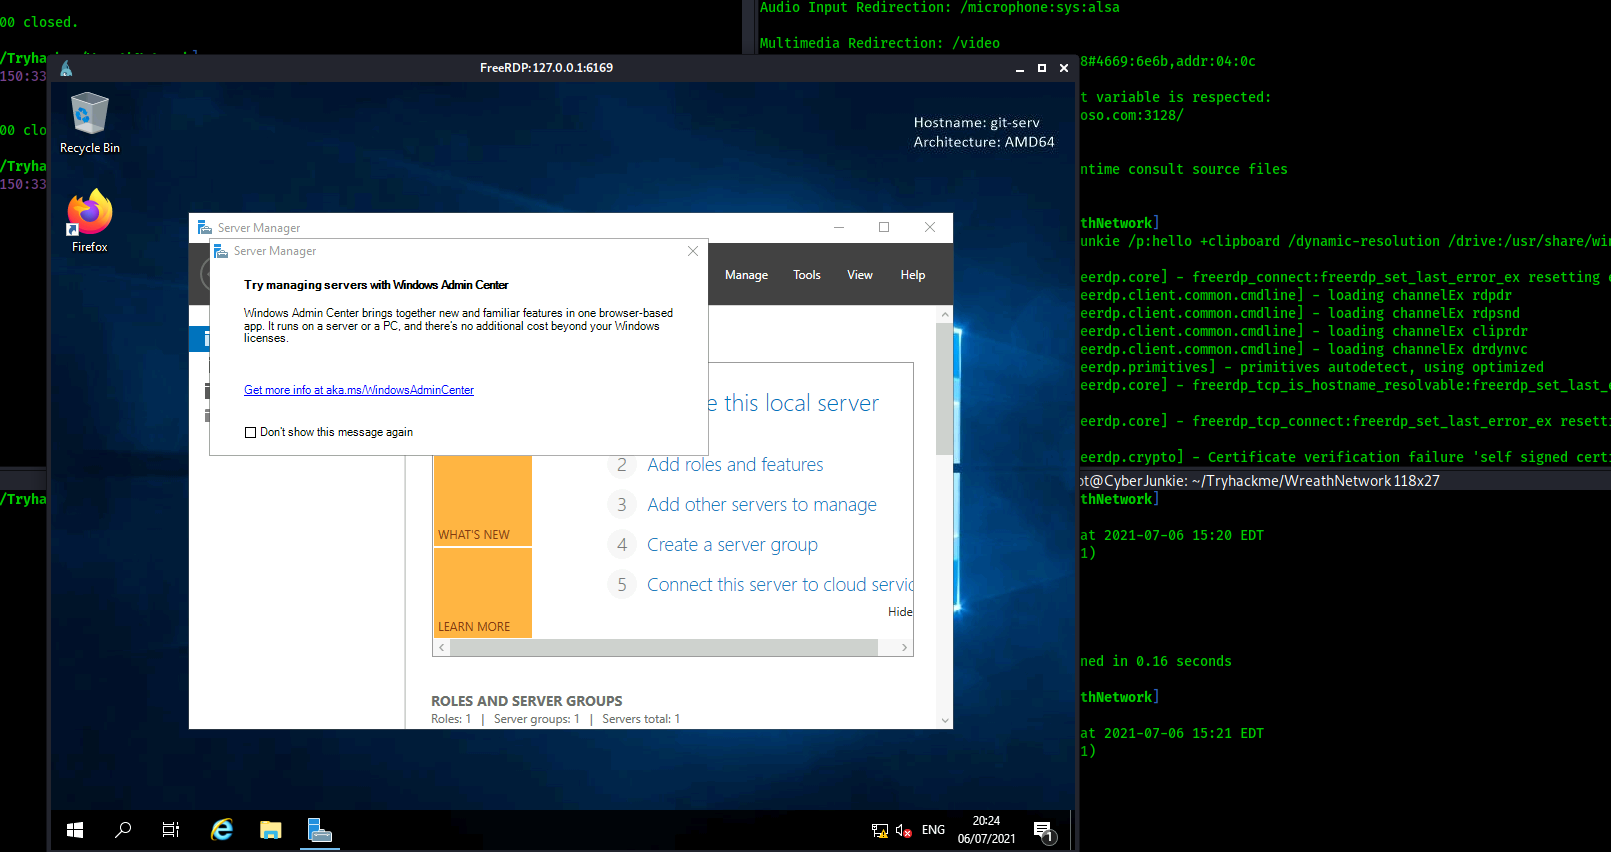 00 closed.
/Tryha
150:33
00 clo
/Tryha
150:33
/Tryha
Audio Input Redirection: /microphone:sys:alsa
Multimedia Redirection: /video
8#4669:6e6b,addr:04:0c
t variable is respected:
oso.com:3128/
ntime consult source files
thNetwork]
unkie /p:hello +clipboard /dynamic-resolution /drive:/usr/share/wi
eerdp.core] - freerdp_connect:freerdp_set_last_error_ex resetting
eerdp.client.common.cmdline] - loading channelEx rdpdr
eerdp.client.common.cmdline] - loading channelEx rdpsnd
eerdp.client.common.cmdline] - loading channelEx cliprdr
eerdp.client.common.cmdline] - loading channelEx drdynvc
eerdp.primitives] - primitives autodetect, using optimized
eerdp.core] - freerdp_tcp_is_hostname_resolvable:freerdp_set_last_
eerdp.core] - freerdp_tcp_connect:freerdp_set_last_error_ex resetti
eerdp.crypto] - Certificate verification failure 'self signed certi
ot@CyberJunkie: ~/Tryhackme/WreathNetwork 118x27
thNetwork]
at 2021-07-06 15:20 EDT
1)
ned in 0.16 seconds
thNetwork]
at 2021-07-06 15:21 EDT
1)
FreeRDP:127.0.0.1:6169
Recycle Bin
Firefox
Hostname: git-serv
Architecture: AMD64
Server Manager
Manage Tools View Help
Server Manager
Try managing servers with Windows Admin Center
Windows Admin Center brings together new and familiar features in one browser-based
app. It runs on a server or a PC, and there's no additional cost beyond your Windows
licenses.
Get more info at aka.ms/WindowsAdminCenter
Don't show this message again
e this local server
2 Add roles and features
3 Add other servers to manage
4 Create a server group
5 Connect this server to cloud servic
Hide
WHAT'S NEW
LEARN MORE
ROLES AND SERVER GROUPS
Roles: 1 | Server groups: 1 | Servers total: 1
ENG
20:24
06/07/2021
1